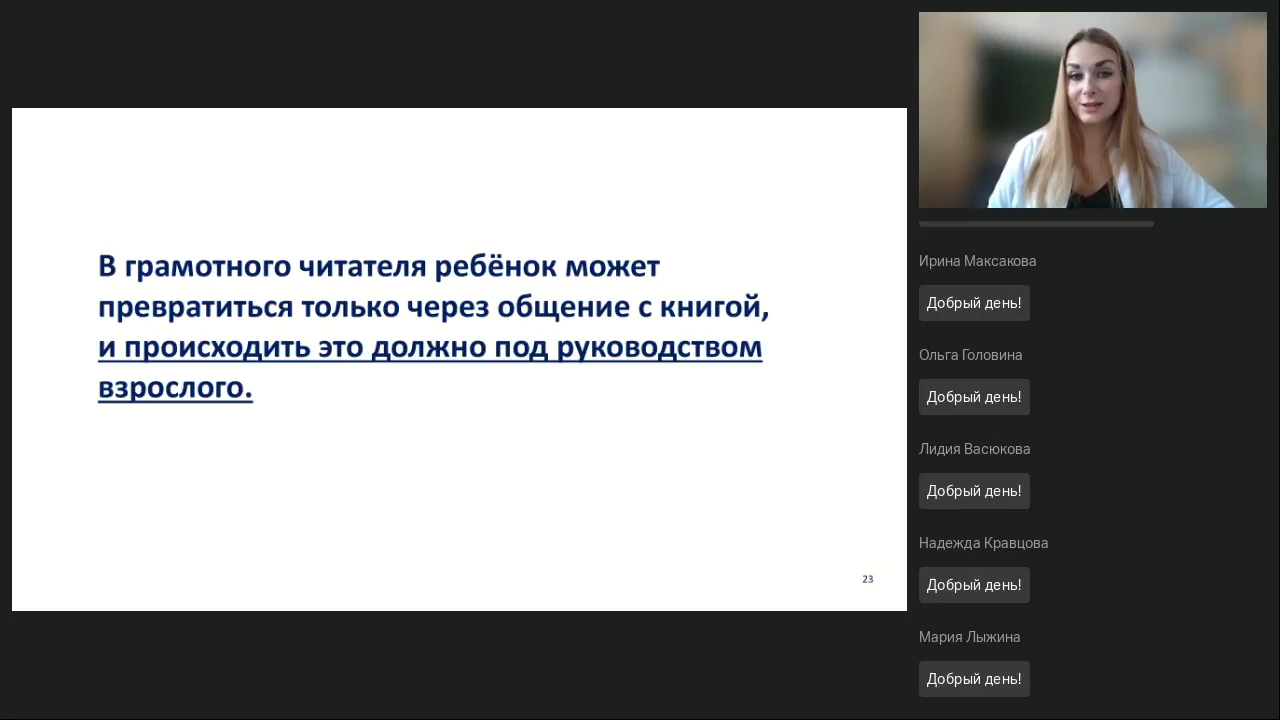 В грамотного читателя ребёнок может
превратиться только через общение с книгой,
и происходить это должно под руководством
взрослого.
23
Ирина Максакова
Добрый день!
Ольга Головина
Добрый день!
Лидия Васюкова
Добрый день!
Надежда Кравцова
Добрый день!
Мария Лыжина
Добрый день!